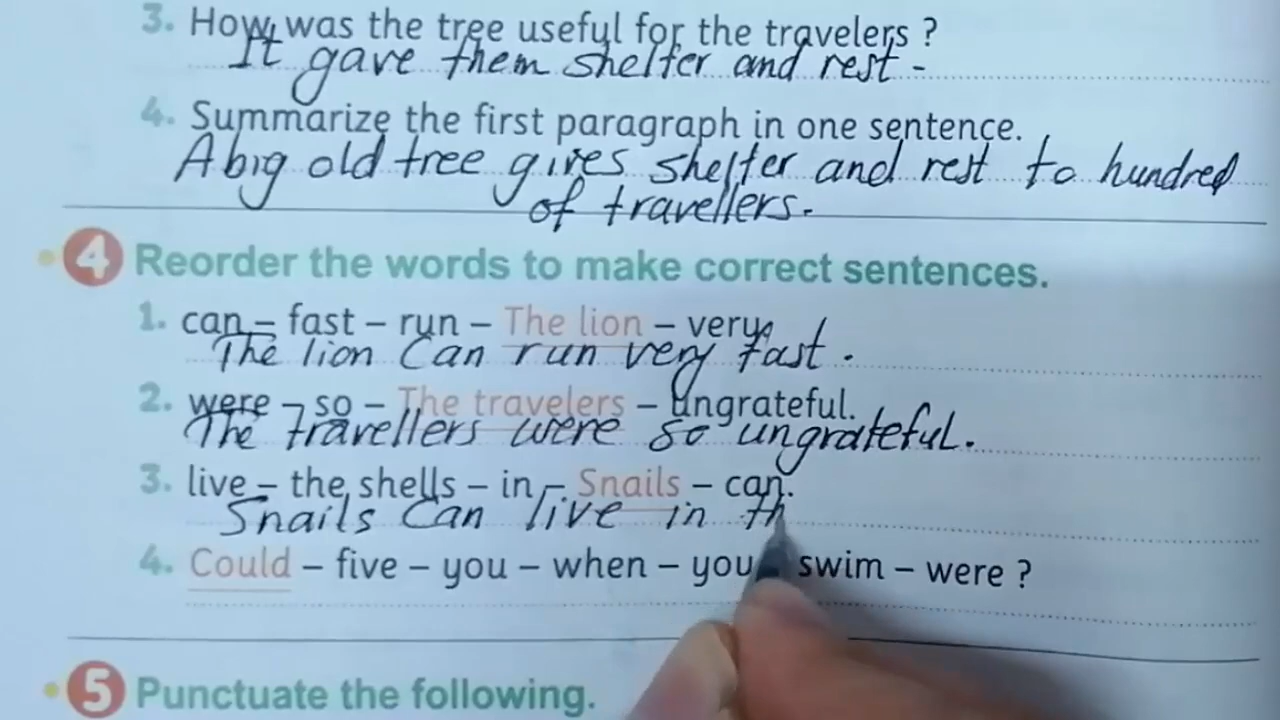 3. How was the tree useful for the travelers ?
It gave them shelter and rest.
4. Summarize the first paragraph in one sentence.
A big old tree gives shelter and rest to hundred
of travellers.
4 Reorder the words to make correct sentences.
1. can – fast – run – The lion – very.
The lion Can run very fast.
2. were – so – The travelers – ungrateful.
The travellers were so ungrateful.
3. live – the shells – in – Snails – can.
Snails Can live in th
4. Could – five – you – when – you – swim – were ?
5 Punctuate the following.